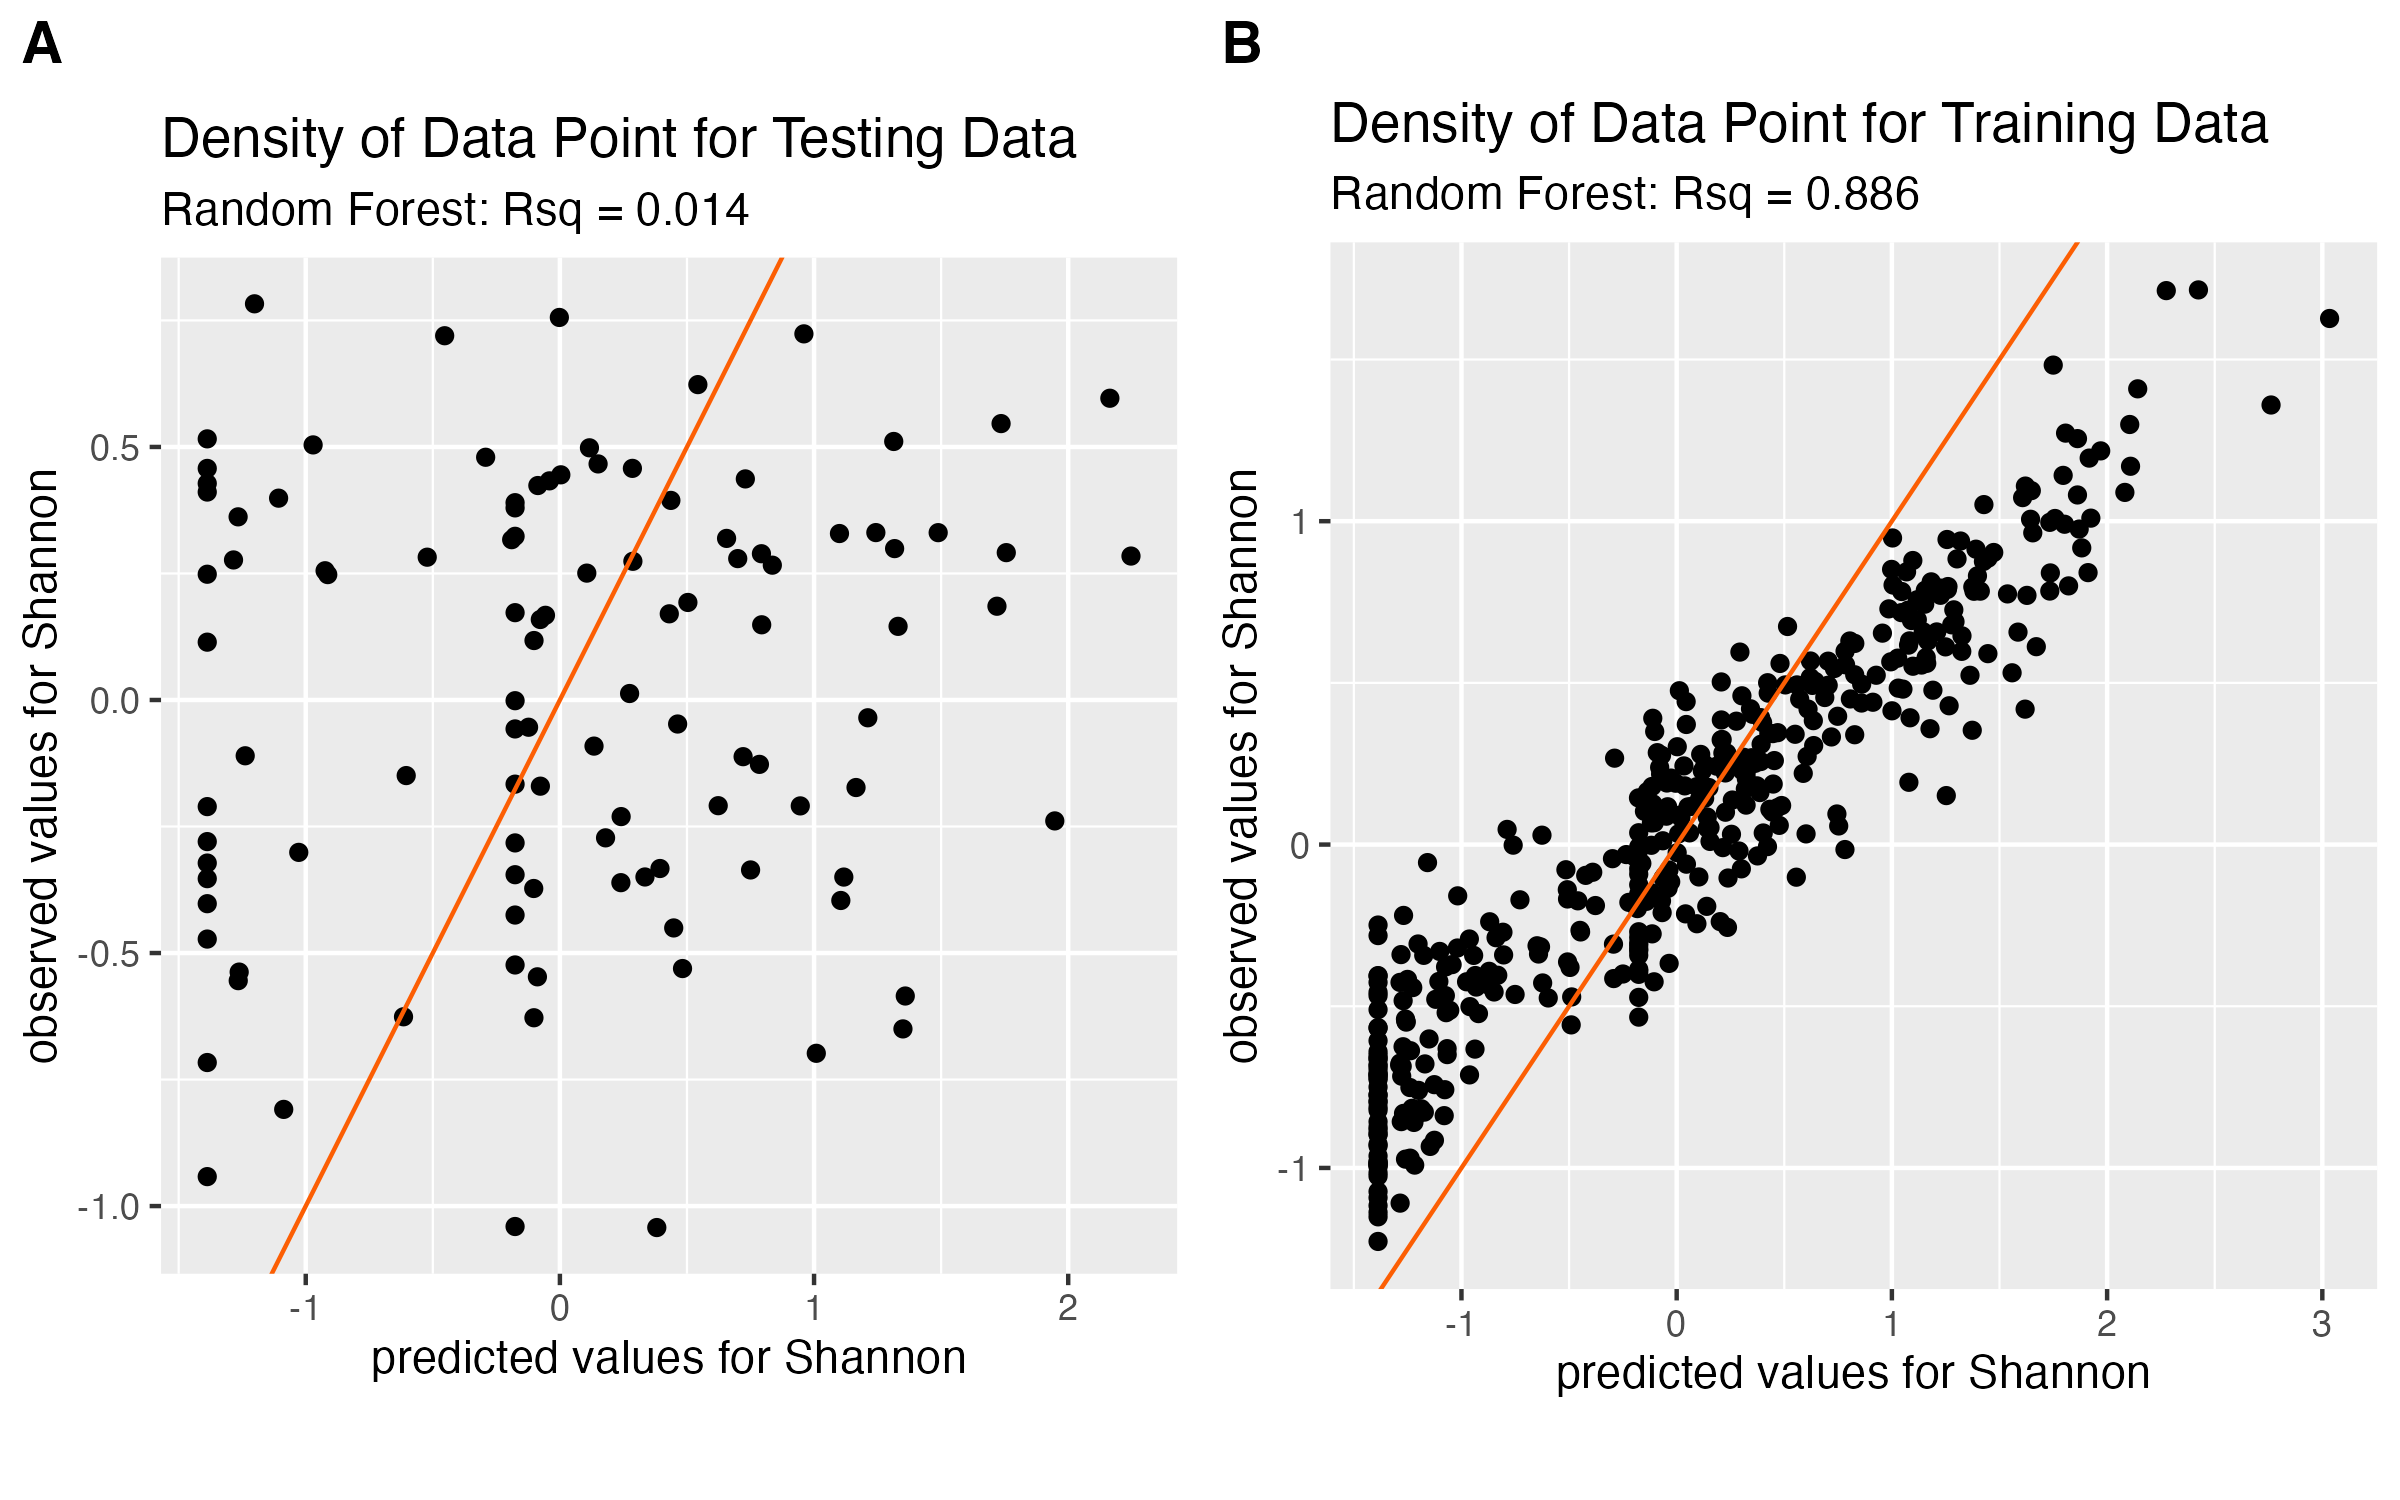 A
Density of Data Point for Testing Data
Random Forest: Rsq = 0.014
observed values for Shannon
0.5
0.0
-0.5
-1.0
-1
0
1
2
predicted values for Shannon
B
Density of Data Point for Training Data
Random Forest: Rsq = 0.886
observed values for Shannon
1
0
-1
-1
0
1
2
3
predicted values for Shannon